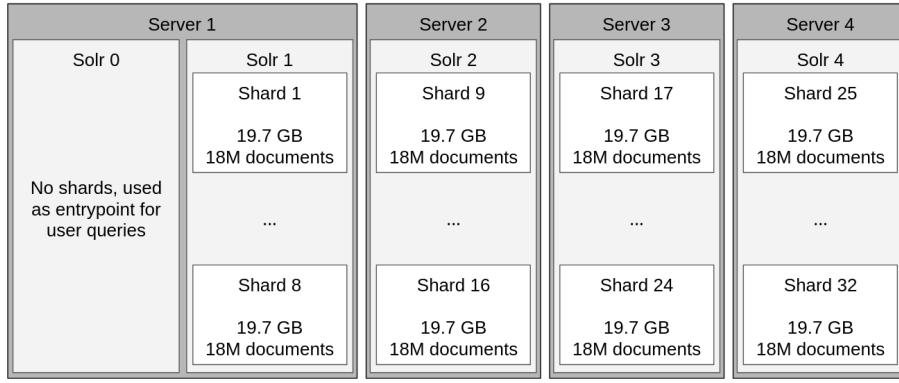 Server 1
Solr 0
No shards, used
as entrypoint for
user queries
Solr 1
Shard 1
19.7 GB
18M documents
...
Shard 8
19.7 GB
18M documents
Server 2
Solr 2
Shard 9
19.7 GB
18M documents
...
Shard 16
19.7 GB
18M documents
Server 3
Solr 3
Shard 17
19.7 GB
18M documents
...
Shard 24
19.7 GB
18M documents
Server 4
Solr 4
Shard 25
19.7 GB
18M documents
...
Shard 32
19.7 GB
18M documents